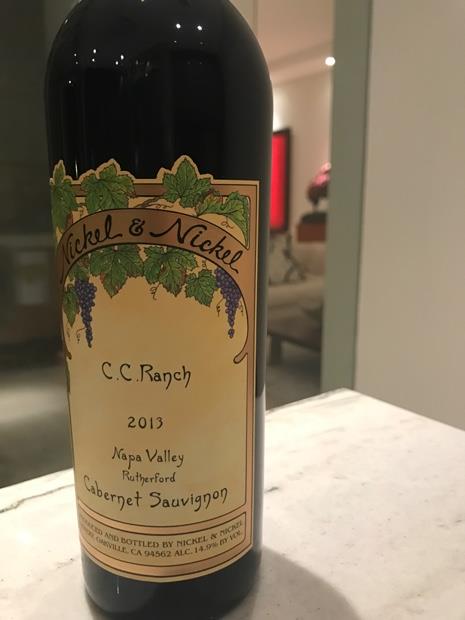 Nickel & Nickel
C.C.Ranch
2013
Napa Valley
Rutherford
Cabernet Sauvignon
AND BOTTLED BY NICKEL & NICKEL
OAKVILLE, CA 94562 ALC. 14.9% BY VOL.